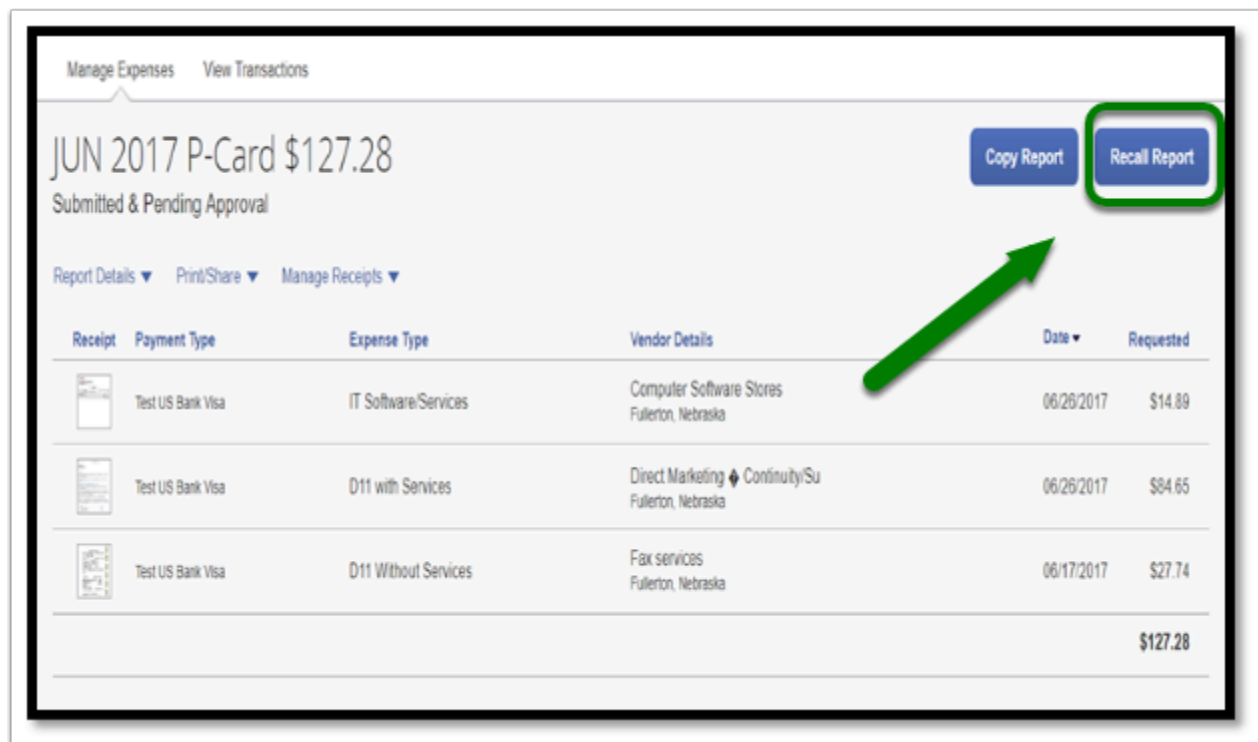 Manage Expenses View Transactions
JUN 2017 P-Card $127.28
Copy Report Recall Report
Submitted & Pending Approval
Report Details ▼ Print/Share ▼ Manage Receipts ▼
Receipt Payment Type Expense Type Vendor Details Date ▾ Requested
Test US Bank Visa IT Software/Services Computer Software Stores 06/26/2017 $14.89
Fullerton, Nebraska
Test US Bank Visa D11 with Services Direct Marketing � Continuity/Su 06/26/2017 $84.65
Fullerton, Nebraska
Test US Bank Visa D11 Without Services Fax services 06/17/2017 $27.74
Fullerton, Nebraska
$127.28